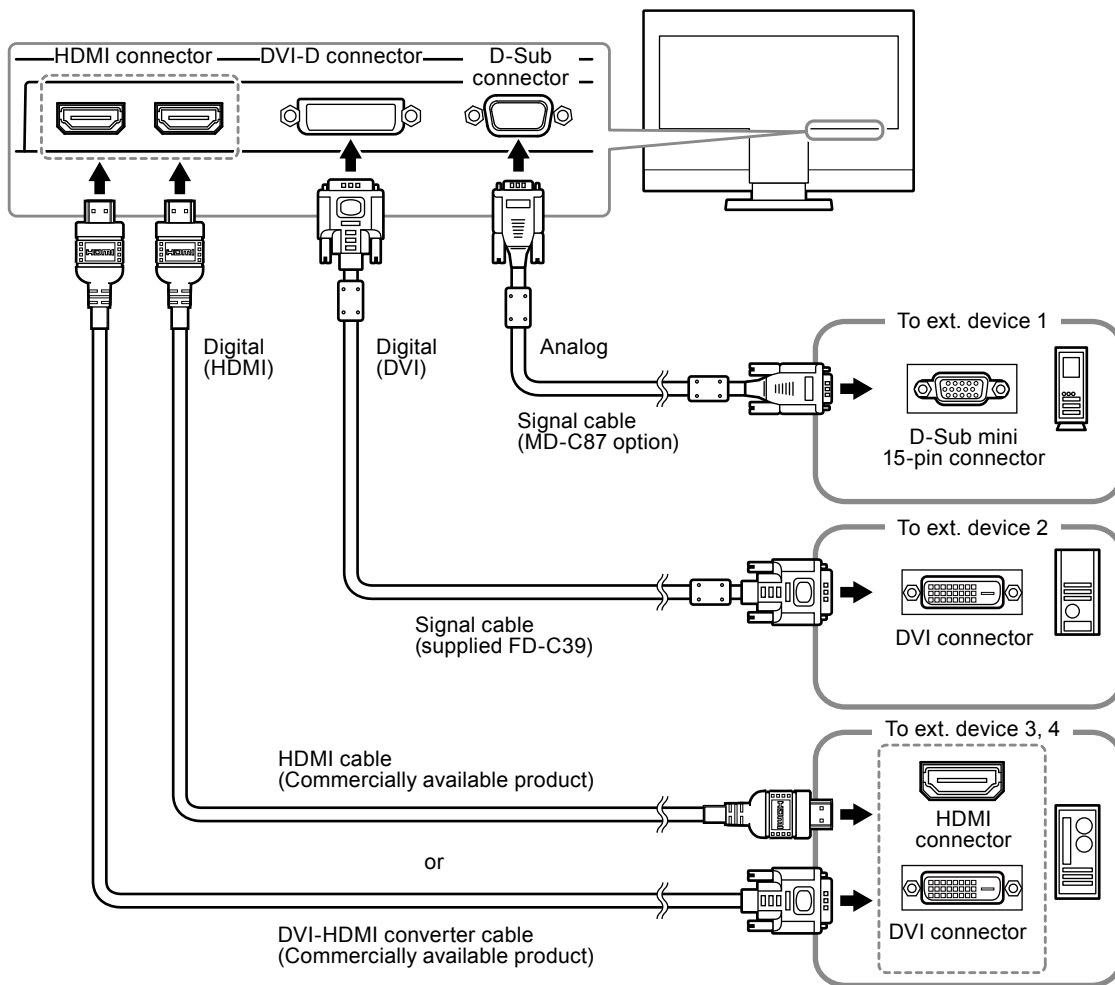 HDMI connector
DVI-D connector
D-Sub
connector
HDMI
HDMI
Digital
(HDMI)
Digital
(DVI)
Analog
Signal cable
(MD-C87 option)
To ext. device 1
D-Sub mini
15-pin connector
To ext. device 2
Signal cable
(supplied FD-C39)
DVI connector
To ext. device 3, 4
HDMI cable
(Commercially available product)
HDMI
HDMI
connector
or
DVI connector
DVI-HDMI converter cable
(Commercially available product)